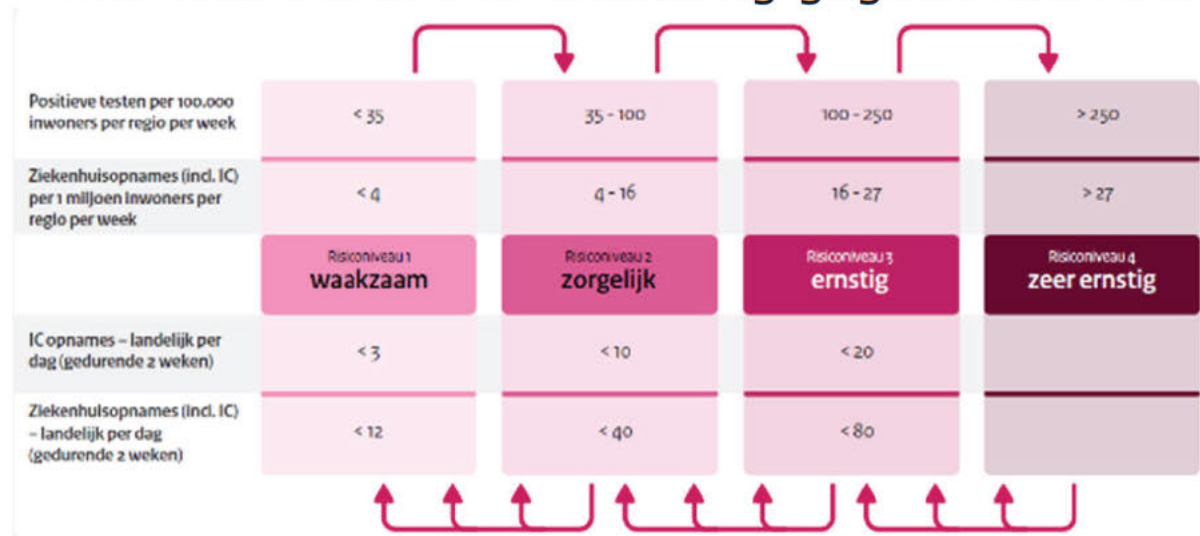 Positieve testen per 100.000
inwoners per regio per week
< 35
35 - 100
100 - 250
> 250
Ziekenhuisopnames (incl. IC)
per 1 miljoen inwoners per
regio per week
< 4
4 - 16
16 - 27
> 27
Risiconiveau 1
waakzaam
Risiconiveau 2
zorgelijk
Risiconiveau 3
ernstig
Risiconiveau 4
zeer ernstig
IC opnames – landelijk per
dag (gedurende 2 weken)
< 3
< 10
< 20
Ziekenhuisopnames (incl. IC)
– landelijk per dag
(gedurende 2 weken)
< 12
< 40
< 80